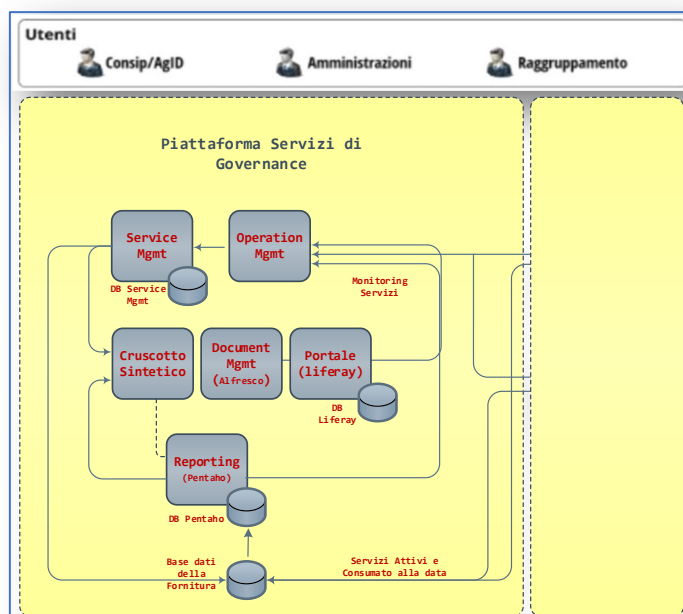 Utenti
Consip/AgID
Amministrazioni
Raggruppamento
Piattaforma Servizi di
Governance
Service
Mgmt
Operation
Mgmt
DB Service
Mgmt
Monitoring
Servizi
Cruscotto
Sintetico
Document
Mgmt
(Alfresco)
Portale
(liferay)
DB
Liferay
Reporting
(Pentaho)
DB Pentaho
Base dati
della
Fornitura
Servizi Attivi e
Consumato alla data